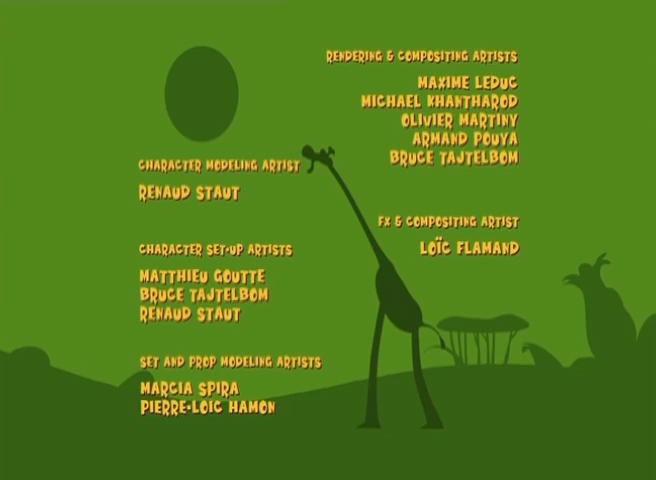 CHARACTER MODELING ARTIST
RENAUD STAUT
CHARACTER SET-UP ARTISTS
MATTHIEU GOUTTE
BRUCE TAJTELBOM
RENAUD STAUT
SET AND PROP MODELING ARTISTS
MARCIA SPIRA
PIERRE-LOIC HAMON
RENDERING & COMPOSITING ARTISTS
MAXIME LEDUC
MICHAEL KHANTHAROD
OLIVIER MARTINY
ARMAND POUYA
BRUCE TAJTELBOM
FX & COMPOSITING ARTIST
LOÏC FLAMAND